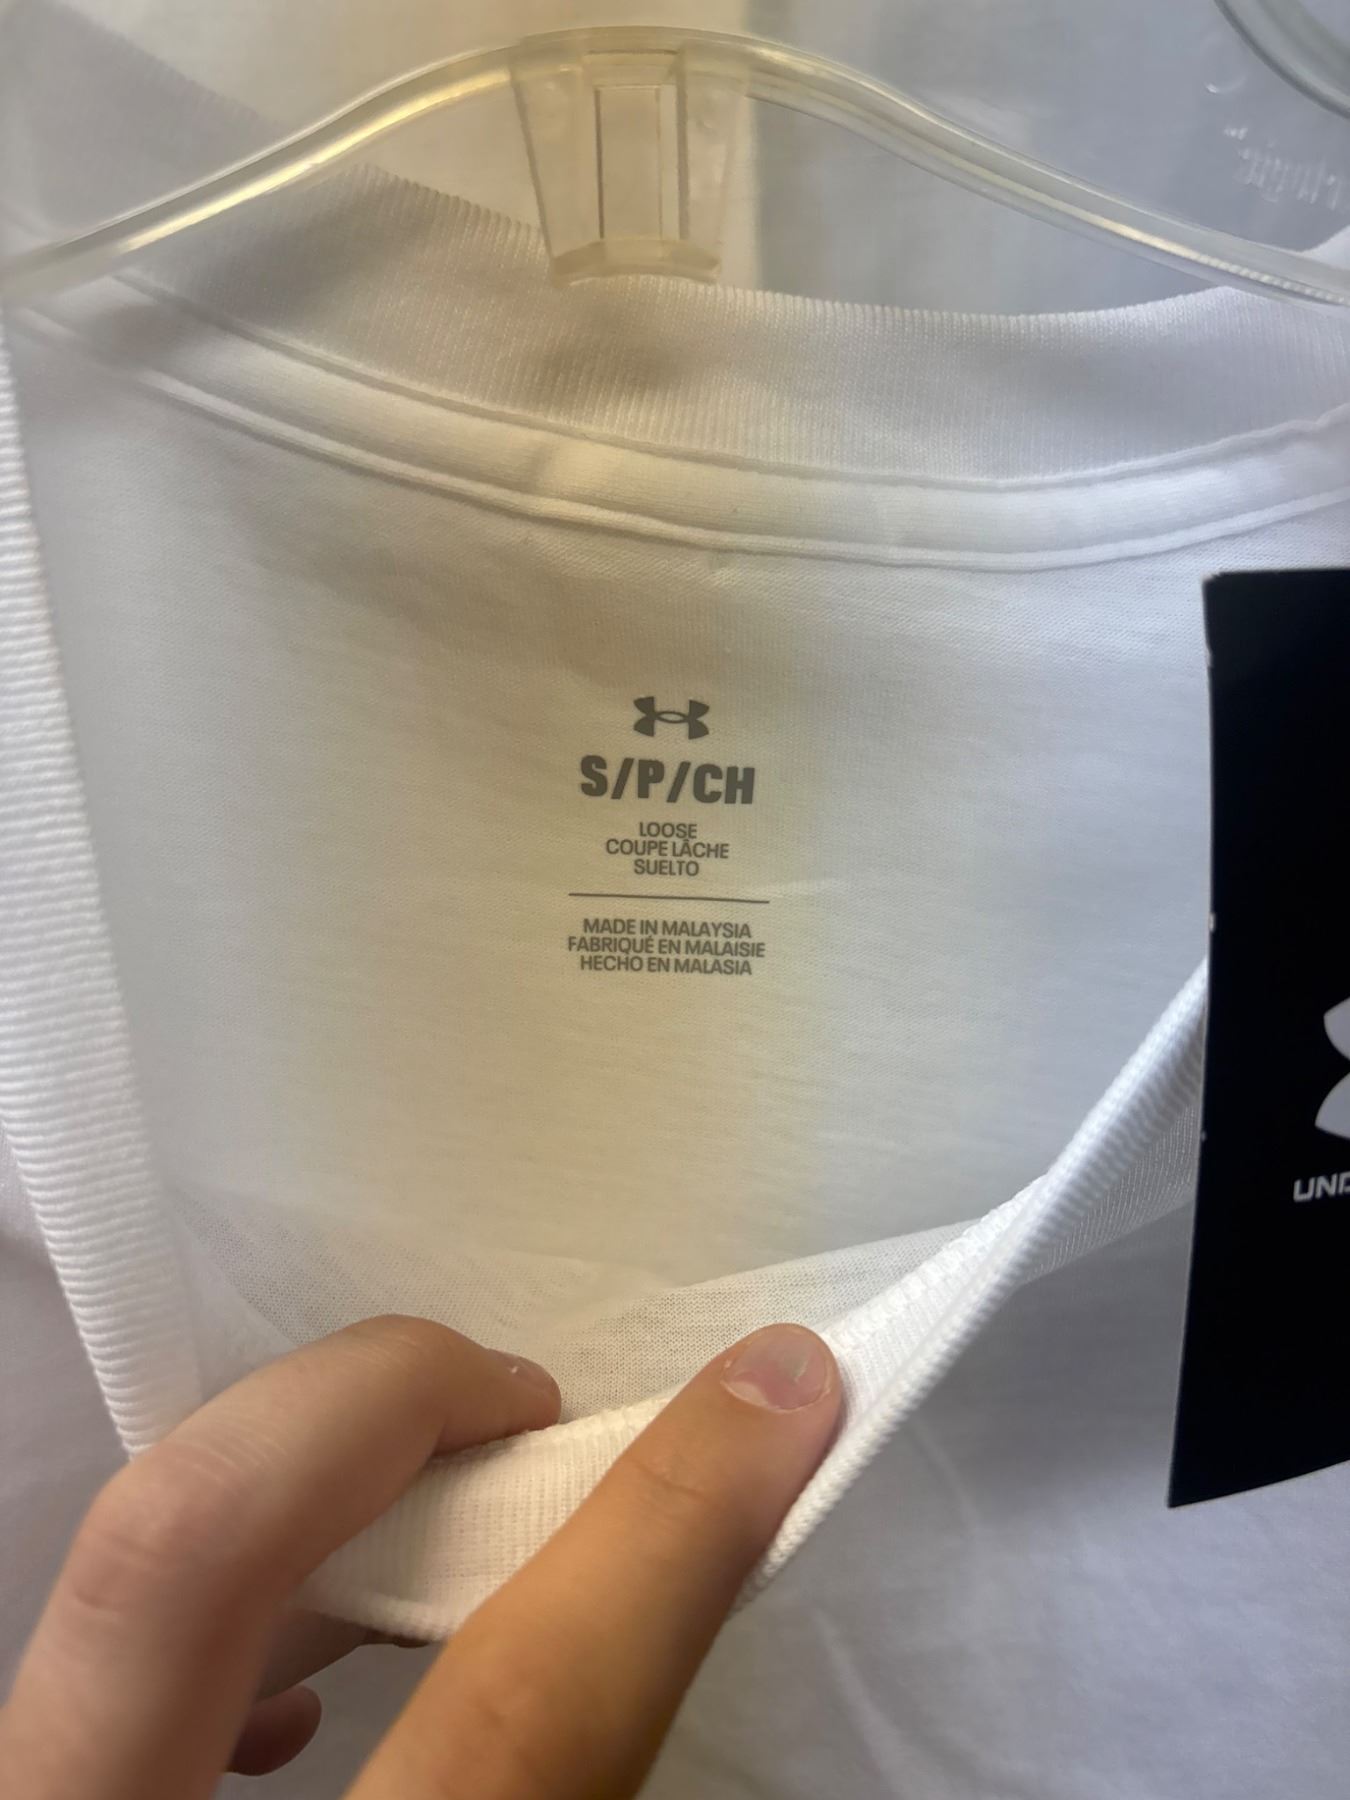 S/P/CH
LOOSE
COUPE LÂCHE
SUELTO
MADE IN MALAYSIA
FABRIQUÉ EN MALAISIE
HECHO EN MALASIA
UND